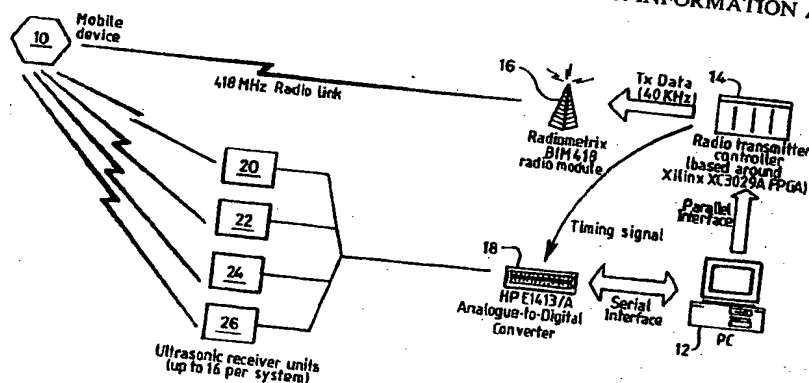 INFORMATION
Mobile
device
10
418 MHz Radio link
16
Tx Data
(40 KHz)
14
Radiometrix
BIM 418
radio module
Radio transmitter
controller
(based around
Xilinx XC3029A FPGA)
Parallel
Interface
Timing signal
20
22
24
26
Ultrasonic receiver units
(up to 16 per system)
18
HP E1413/A
Analogue-to-Digital
Converter
Serial
Interface
12
PC